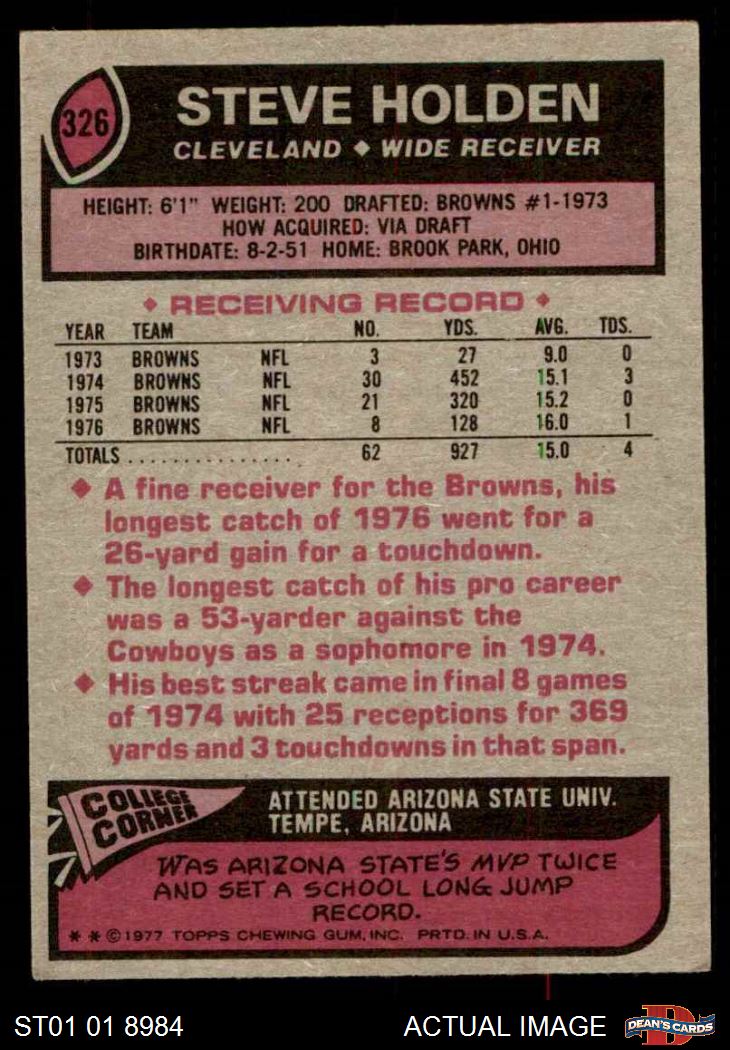 326
STEVE HOLDEN
CLEVELAND ◆ WIDE RECEIVER
HEIGHT: 6'1" WEIGHT: 200 DRAFTED: BROWNS #1-1973
HOW ACQUIRED: VIA DRAFT
BIRTHDATE: 8-2-51 HOME: BROOK PARK, OHIO
◆ RECEIVING RECORD ◆
YEAR TEAM NO. YDS. AVG. TDS.
1973 BROWNS NFL 3 27 9.0 0
1974 BROWNS NFL 30 452 15.1 3
1975 BROWNS NFL 21 320 15.2 0
1976 BROWNS NFL 8 128 16.0 1
TOTALS................ 62 927 15.0 4
◆ A fine receiver for the Browns, his
longest catch of 1976 went for a
26-yard gain for a touchdown.
◆ The longest catch of his pro career
was a 53-yarder against the
Cowboys as a sophomore in 1974.
◆ His best streak came in final 8 games
of 1974 with 25 receptions for 369
yards and 3 touchdowns in that span.
COLLEGE
CORNER
ATTENDED ARIZONA STATE UNIV.
TEMPE, ARIZONA
WAS ARIZONA STATE'S MVP TWICE
AND SET A SCHOOL LONG JUMP
RECORD.
* * © 1977 TOPPS CHEWING GUM, INC. PRTD. IN U.S.A.
ST01 01 8984 ACTUAL IMAGE D DEAN'S CARDS